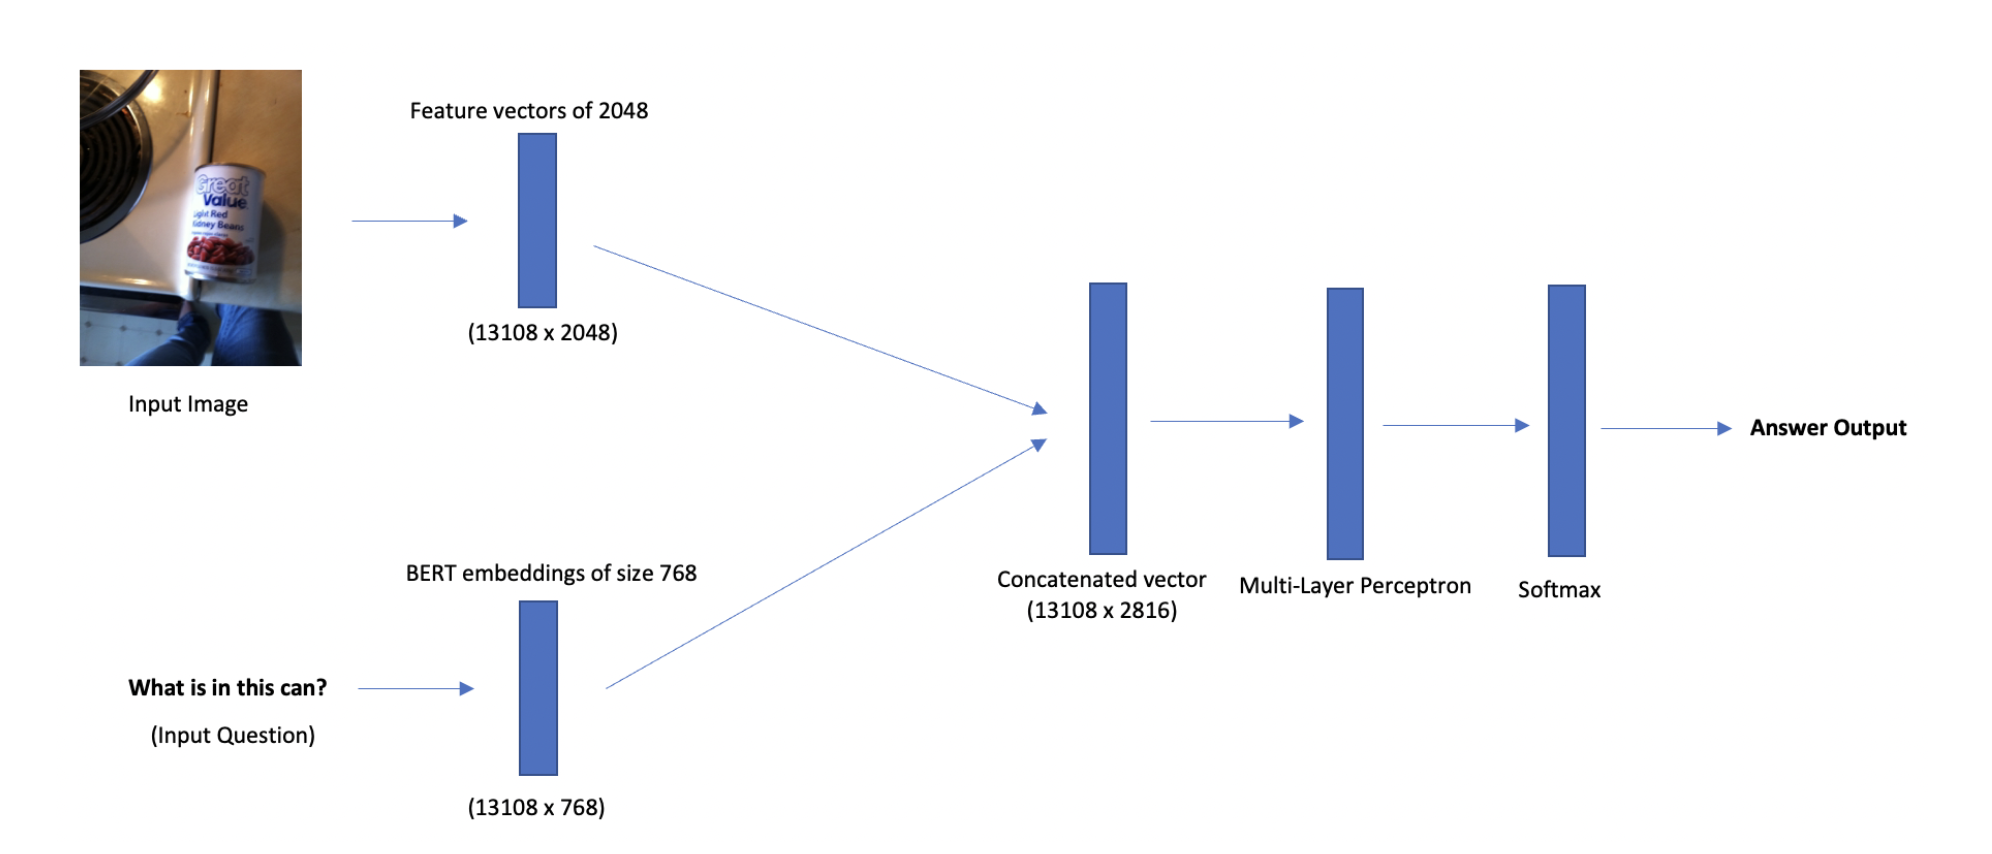 Feature vectors of 2048
Great
Value
Light Red
Kidney Beans
(13108 x 2048)
Input Image
BERT embeddings of size 768
What is in this can?
(Input Question)
(13108 x 768)
Concatenated vector
(13108 x 2816)
Multi-Layer Perceptron
Softmax
Answer Output